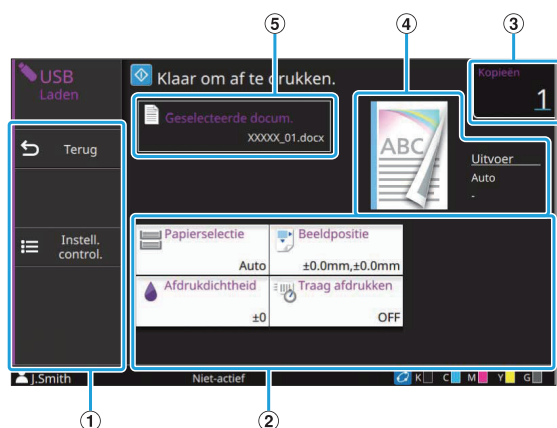 5
4
3
USB
Laden
Klaar om af te drukken.
Kopieën
1
Geselecteerde docum.
XXXXX_01.docx
ABC
Uitvoer
Auto
-
Terug
Instell.
control.
Papierselectie
Auto
Beeldpositie
±0.0mm,±0.0mm
Afdrukdichtheid
±0
Traag afdrukken
OFF
J.Smith
Niet-actief
K C M Y G
1
2